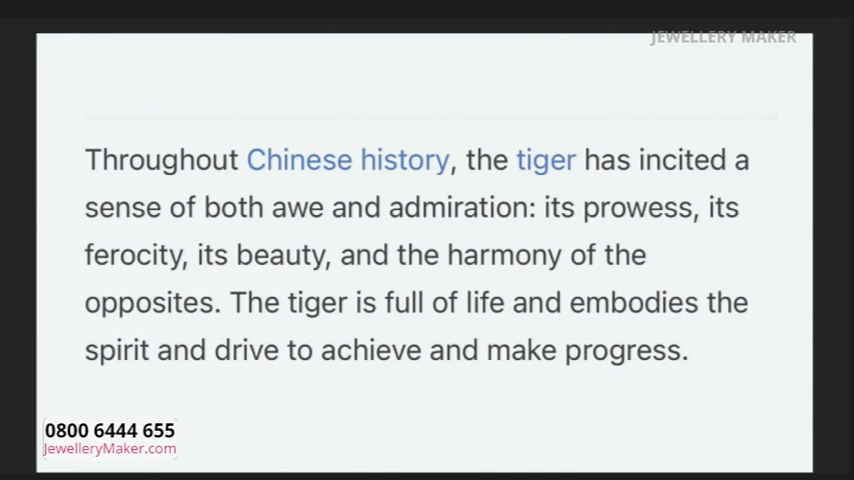 JEWELLERY MAKER
Throughout Chinese history, the tiger has incited a
sense of both awe and admiration: its prowess, its
ferocity, its beauty, and the harmony of the
opposites. The tiger is full of life and embodies the
spirit and drive to achieve and make progress.
0800 6444 655
JewelleryMaker.com